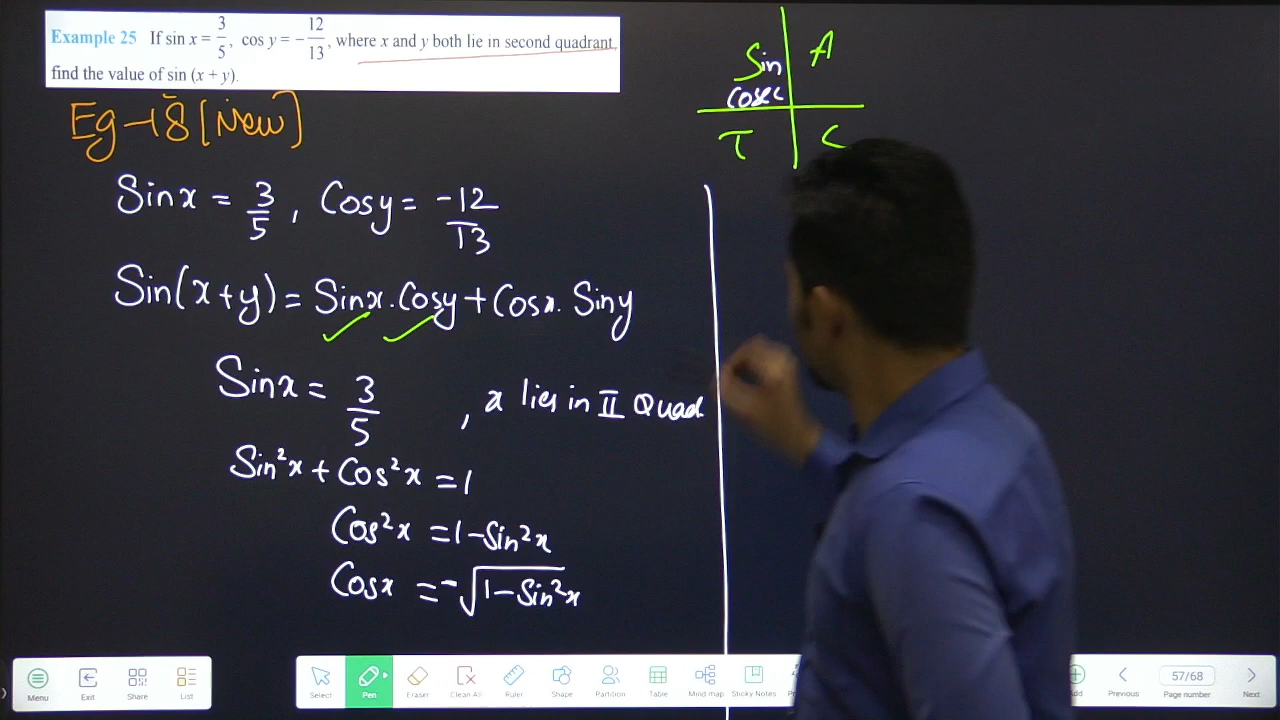 Example 25 If sin x = 3/5, cos y = −12/13, where x and y both lie in second quadrant,
find the value of sin (x + y).
Eg-18 [New]
Sin A
Cosec
T C
Sinx = 3/5, Cosy = -12/13
Sin(x+y) = Sinx.Cosy + Cosx. Siny
Sinx = 3/5 , x lies in II Quad
Sin²x + Cos²x = 1
Cos²x = 1 - Sin²x
Cosx = -√1-Sin²x
Menu Exit Share List Select Pen Eraser Clean All Ruler Shape Partition Table Mind map Sticky Notes Previous 57/68 Page number Next